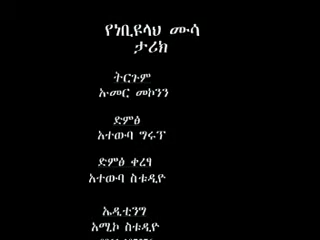 የነቢዩላህ ሙሳ
ታሪክ
ትርጉም
ኡመር መኮንን
ድምፅ
አተውባ ግሩፕ
ድምፅ ቀረፃ
አተውባ ስቱዲዮ
ኤዲቲንግ
አሚኮ ስቱዲዮ